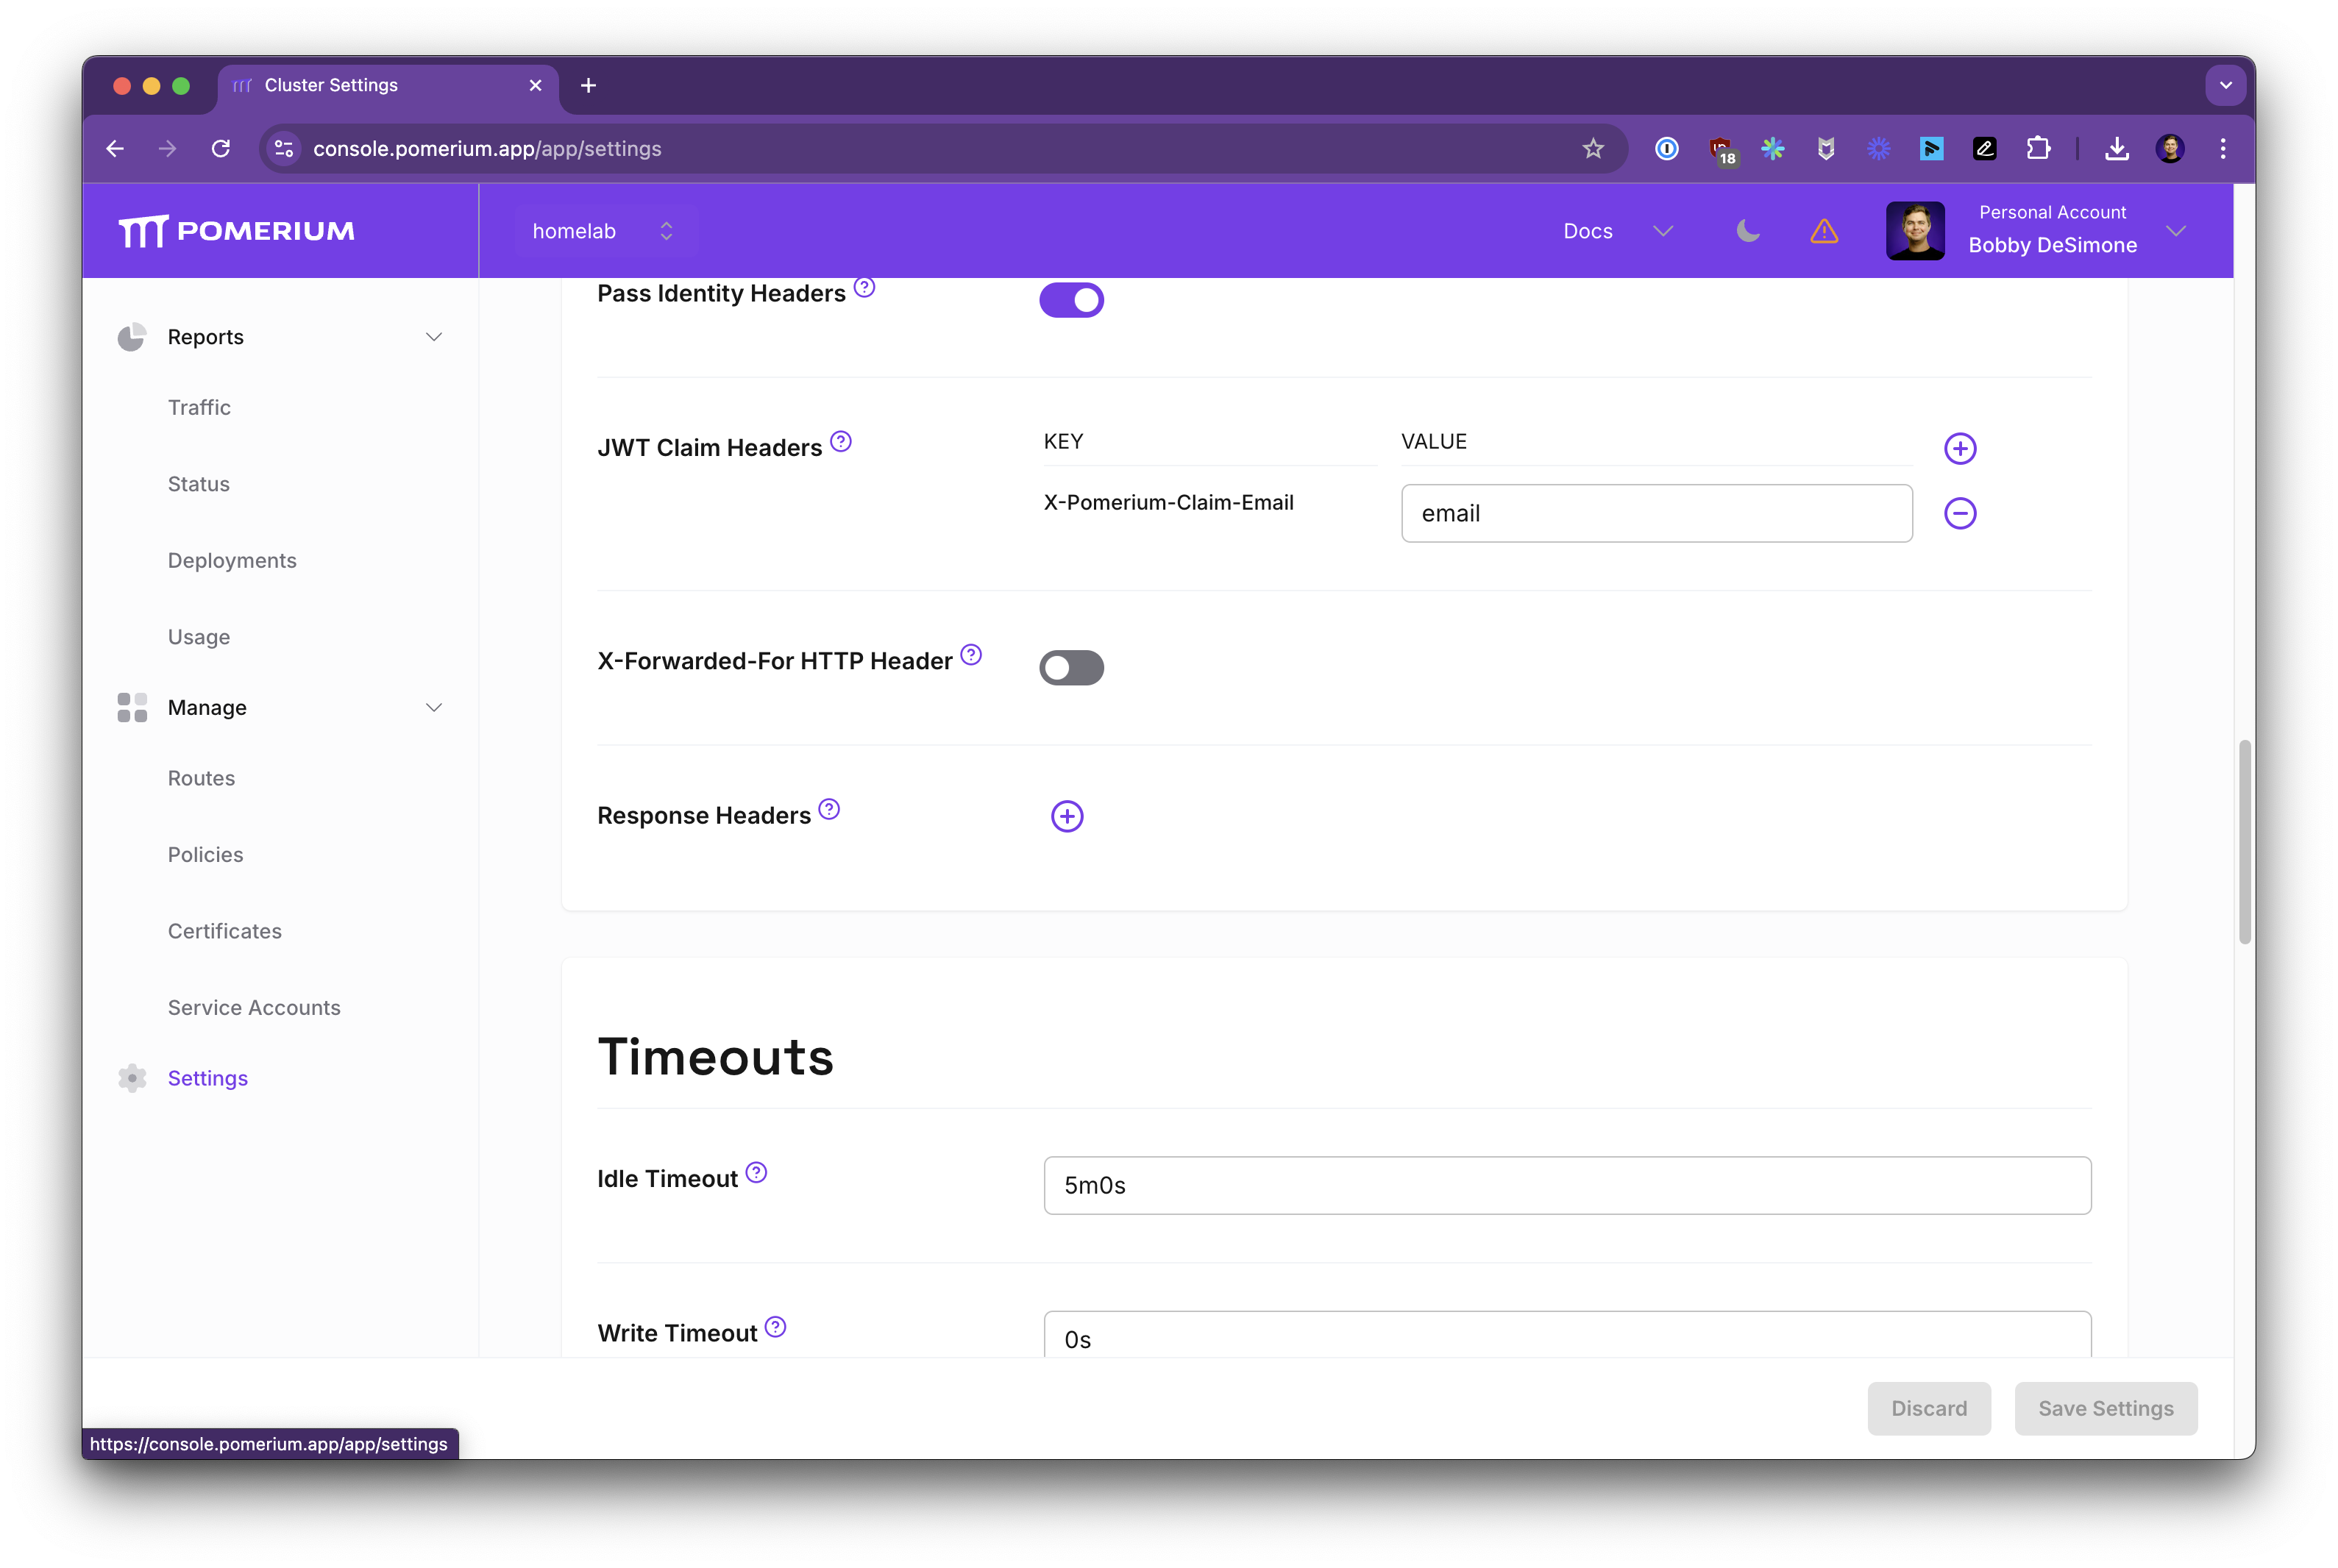 Cluster Settings
console.pomerium.app/app/settings
18
POMERIUM
homelab
Docs
Personal Account
Bobby DeSimone
Reports
Traffic
Status
Deployments
Usage
Manage
Routes
Policies
Certificates
Service Accounts
Settings
Pass Identity Headers ?
JWT Claim Headers ?
KEY VALUE
X-Pomerium-Claim-Email email
X-Forwarded-For HTTP Header ?
Response Headers ?
Timeouts
Idle Timeout ? 5m0s
Write Timeout ? 0s
Discard Save Settings
https://console.pomerium.app/app/settings